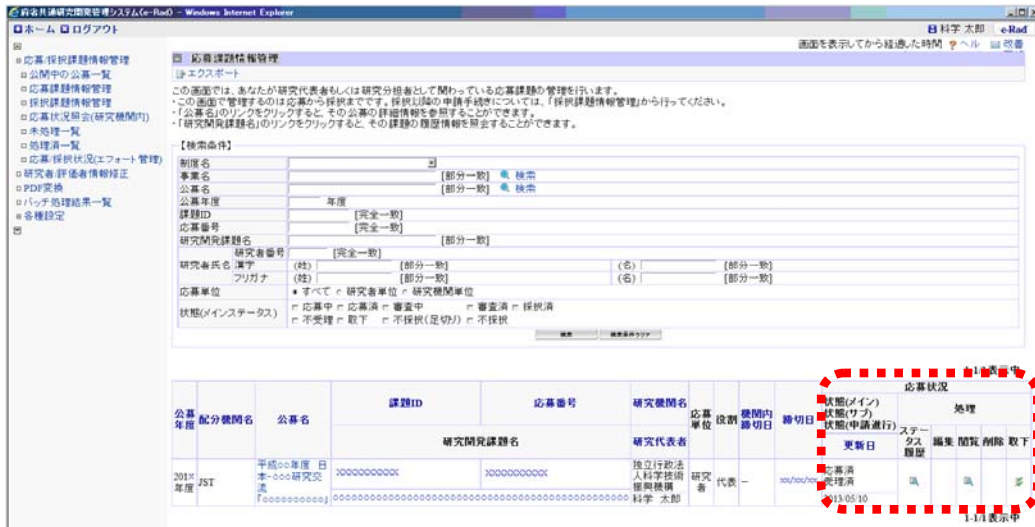 府省共通研究開発管理システム(e-Rad) - Windows Internet Explorer
ホーム ログアウト
科学 太郎 e-Rad
画面を表示してから経過した時間 ヘル 改善
応募/採択課題情報管理
公開中の公募一覧
応募課題情報管理
採択課題情報管理
応募状況照会(研究機関内)
未処理一覧
処理済一覧
応募/採択状況(エフォート管理)
研究者/評価者情報修正
PDF変換
バッチ処理結果一覧
各種設定
応募課題情報管理
エクスポート
この画面では、あなたが研究代表者もしくは研究分担者として関わっている応募課題の管理を行います。
・この画面で管理するのは応募から採択までです。採択以降の申請手続きについては、「採択課題情報管理」から行ってください。
・「公募名」のリンクをクリックすると、その公募の詳細情報を参照することができます。
・「研究開発課題名」のリンクをクリックすると、その課題の履歴情報を照会することができます。
【検索条件】
制度名
事業名 [部分一致] 検索
公募名 [部分一致] 検索
公募年度 年度
課題ID [完全一致]
応募番号 [完全一致]
研究開発課題名 [部分一致]
研究者番号 [完全一致]
研究者氏名 漢字 (姓) [部分一致] (名) [部分一致]
フリガナ (姓) [部分一致] (名) [部分一致]
応募単位 すべて 研究者単位 研究機関単位
状態(メインステータス) 応募中 応募済 審査中 審査済 採択済
不受理 取下 不採択(足切り) 不採択
検索 検索条件クリア
1-1/1表示中
公募年度 配分機関名 公募名 課題ID 応募番号 研究機関名 応募単位 役割 機関内締切日 締切日 応募状況
研究開発課題名 研究代表者
状態(メイン)
状態(サブ)
状態(申請進行)
更新日
処理
ステータス履歴 編集 閲覧 削除 取下
201×年度 JST 平成○○年度 日本-○○○研究交流『○○○○○○○○○○』 XXXXXXXXXX XXXXXXXXXX 独立行政法人科学技術振興機構 研究者 代表 - xx/xx/xx 応募済
受理済
○○○○○○○○○○○○○○○○○○○○○○○○○○○○○○○○○○○○○○○○○○○○○○○○ 科学 太郎 2013/05/10
1-1/1表示中